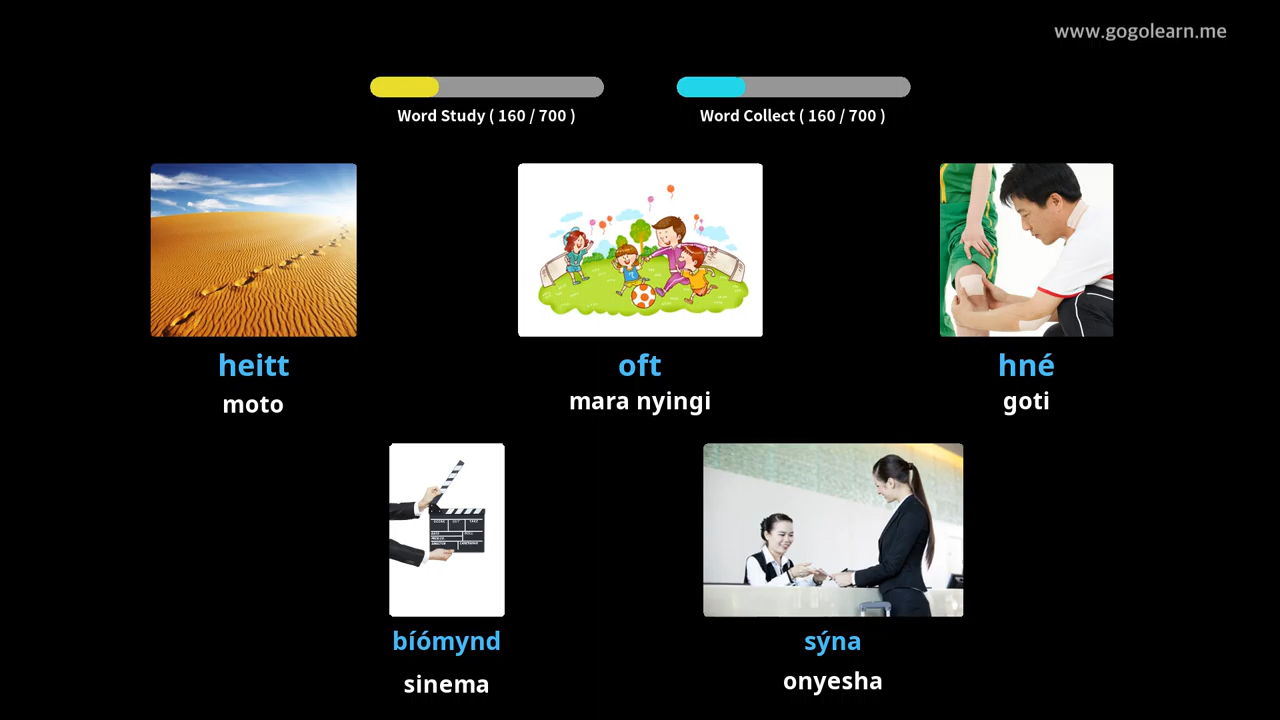 www.gogolearn.me
Word Study ( 160 / 700 )
Word Collect ( 160 / 700 )
heitt
moto
oft
mara nyingi
hné
goti
bíómynd
sinema
sýna
onyesha